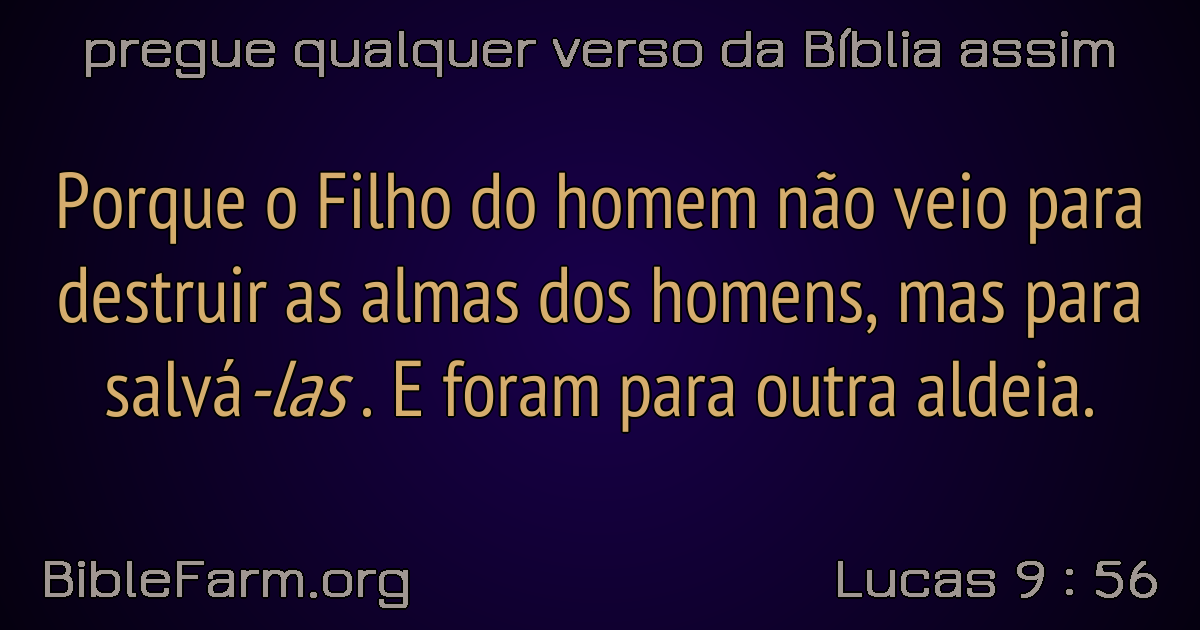 pregue qualquer verso da Bíblia assim
Porque o Filho do homem não veio para
destruir as almas dos homens, mas para
salvá -las . E foram para outra aldeia.
BibleFarm.org
Lucas 9 : 56